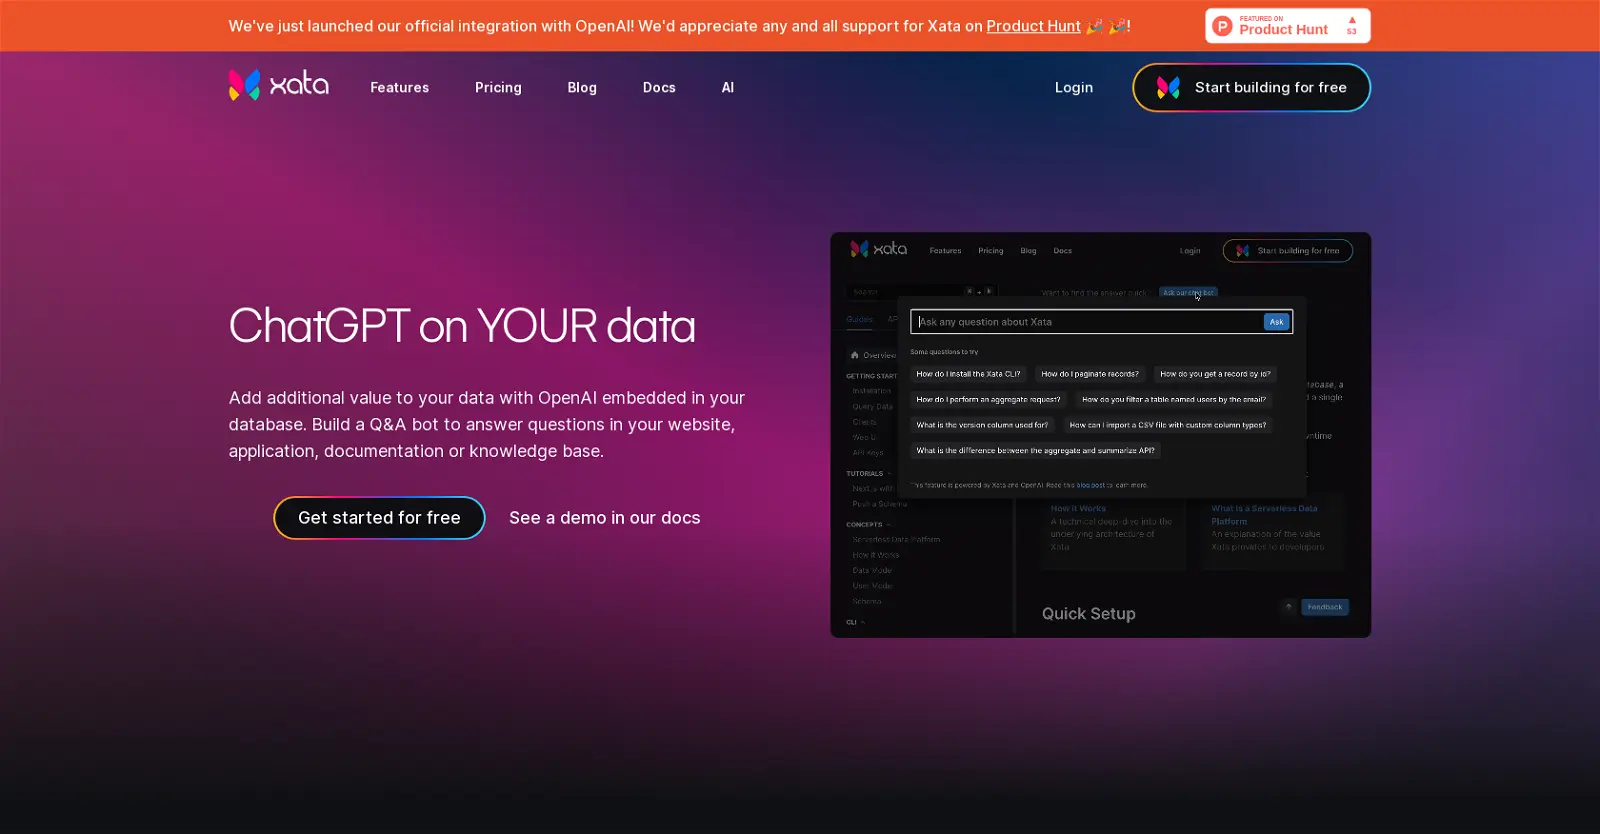 We've just launched our official integration with OpenAI! We'd appreciate any and all support for Xata on Product Hunt 🎉 🎉!
FEATURED ON
Product Hunt
▲
53
xata
Features
Pricing
Blog
Docs
AI
Login
Start building for free
ChatGPT on YOUR data
Add additional value to your data with OpenAI embedded in your
database. Build a Q&A bot to answer questions in your website,
application, documentation or knowledge base.
Get started for free
See a demo in our docs
xata
Features
Pricing
Blog
Docs
Login
Start building for free
Search
Want to find the answer quick
Ask our chat bot
Guides
Ask any question about Xata
Ask
Some questions to try
How do I install the Xata CLI?
How do I paginate records?
How do you get a record by id?
How do I perform an aggregate request?
How do you filter a table named users by the email?
What is the version column used for?
How can I import a CSV file with custom column types?
What is the difference between the aggregate and summarize API?
This feature is powered by Xata and OpenAI. Read this blog post to learn more.
Overview
GETTING START
Installation
Query Data
Clients
Web U
API Keys
TUTORIALS
Next.js with
Push a Schema
CONCEPTS
Serverless Data Platform
How it Works
Data Model
User Model
Schema
CLI
a single
How it Works
A technical deep-dive into the
underlying architecture of
Xata
What is a Serverless Data
Platform
An explanation of the value
Xata provides to developers
Quick Setup
Feedback